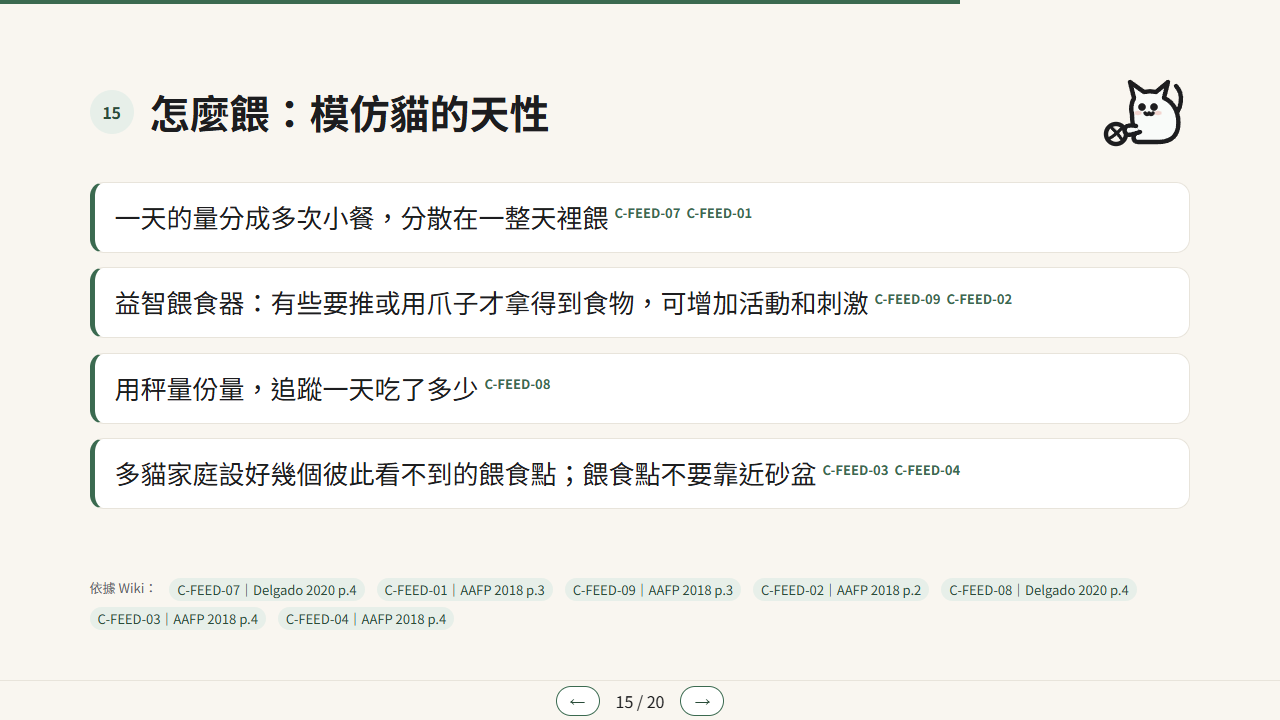 15 怎麼餵：模仿貓的天性
一天的量分成多次小餐，分散在一整天裡餵 C-FEED-07 C-FEED-01
益智餵食器：有些要推或用爪子才拿得到食物，可增加活動和刺激 C-FEED-09 C-FEED-02
用秤量份量，追蹤一天吃了多少 C-FEED-08
多貓家庭設好幾個彼此看不到的餵食點；餵食點不要靠近砂盆 C-FEED-03 C-FEED-04
依據 Wiki： C-FEED-07｜Delgado 2020 p.4 C-FEED-01｜AAFP 2018 p.3 C-FEED-09｜AAFP 2018 p.3 C-FEED-02｜AAFP 2018 p.2 C-FEED-08｜Delgado 2020 p.4
C-FEED-03｜AAFP 2018 p.4 C-FEED-04｜AAFP 2018 p.4
← 15 / 20 →